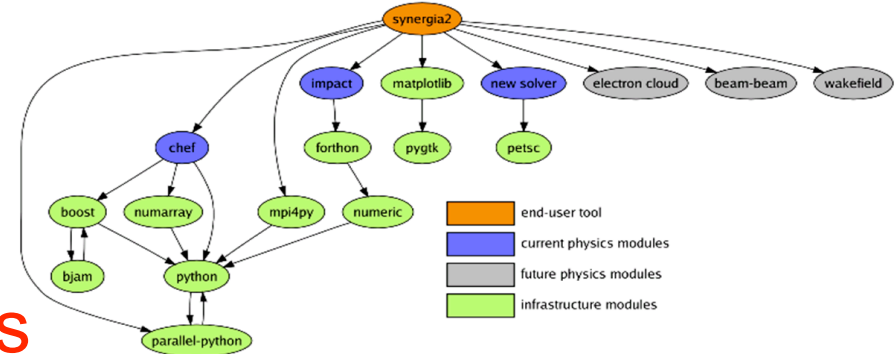 synergia2
impact
matplotlib
new solver
electron cloud
beam-beam
wakefield
chef
forthon
pygtk
petsc
boost
numarray
mpi4py
numeric
end-user tool
current physics modules
bjam
python
future physics modules
infrastructure modules
s
parallel-python